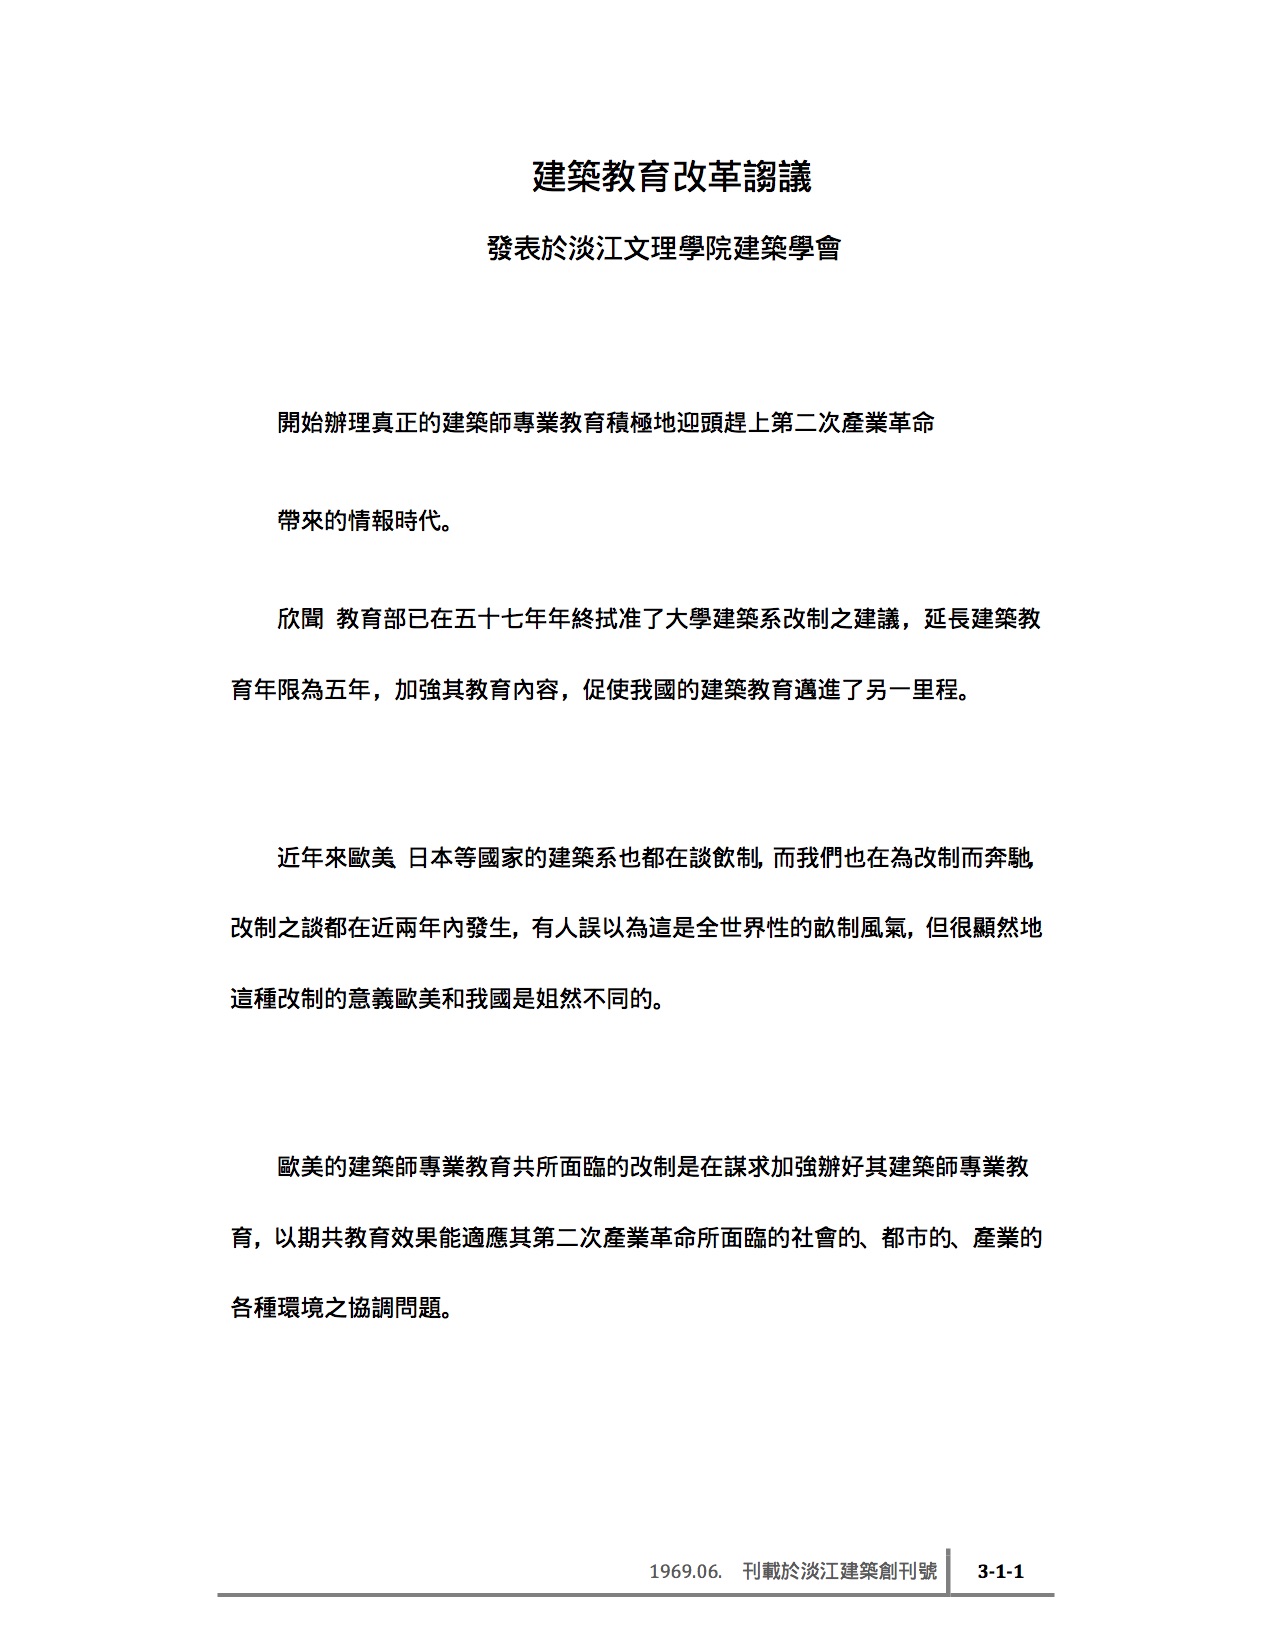 建築教育改革謅議
發表於淡江文理學院建築學會
開始辦理真正的建築師專業教育積極地迎頭趕上第二次產業革命
帶來的情報時代。
欣聞 教育部已在五十七年年終拭准了大學建築系改制之建議，延長建築教
育年限為五年，加強其教育內容，促使我國的建築教育邁進了另一里程。
近年來歐美、日本等國家的建築系也都在談飲制，而我們也在為改制而奔馳，
改制之談都在近兩年內發生，有人誤以為這是全世界性的畝制風氣，但很顯然地
這種改制的意義歐美和我國是姐然不同的。
歐美的建築師專業教育共所面臨的改制是在謀求加強辦好其建築師專業教
育，以期共教育效果能適應其第二次產業革命所面臨的社會的、都市的、產業的
各種環境之協調問題。
1969.06. 刊載於淡江建築創刊號 3-1-1